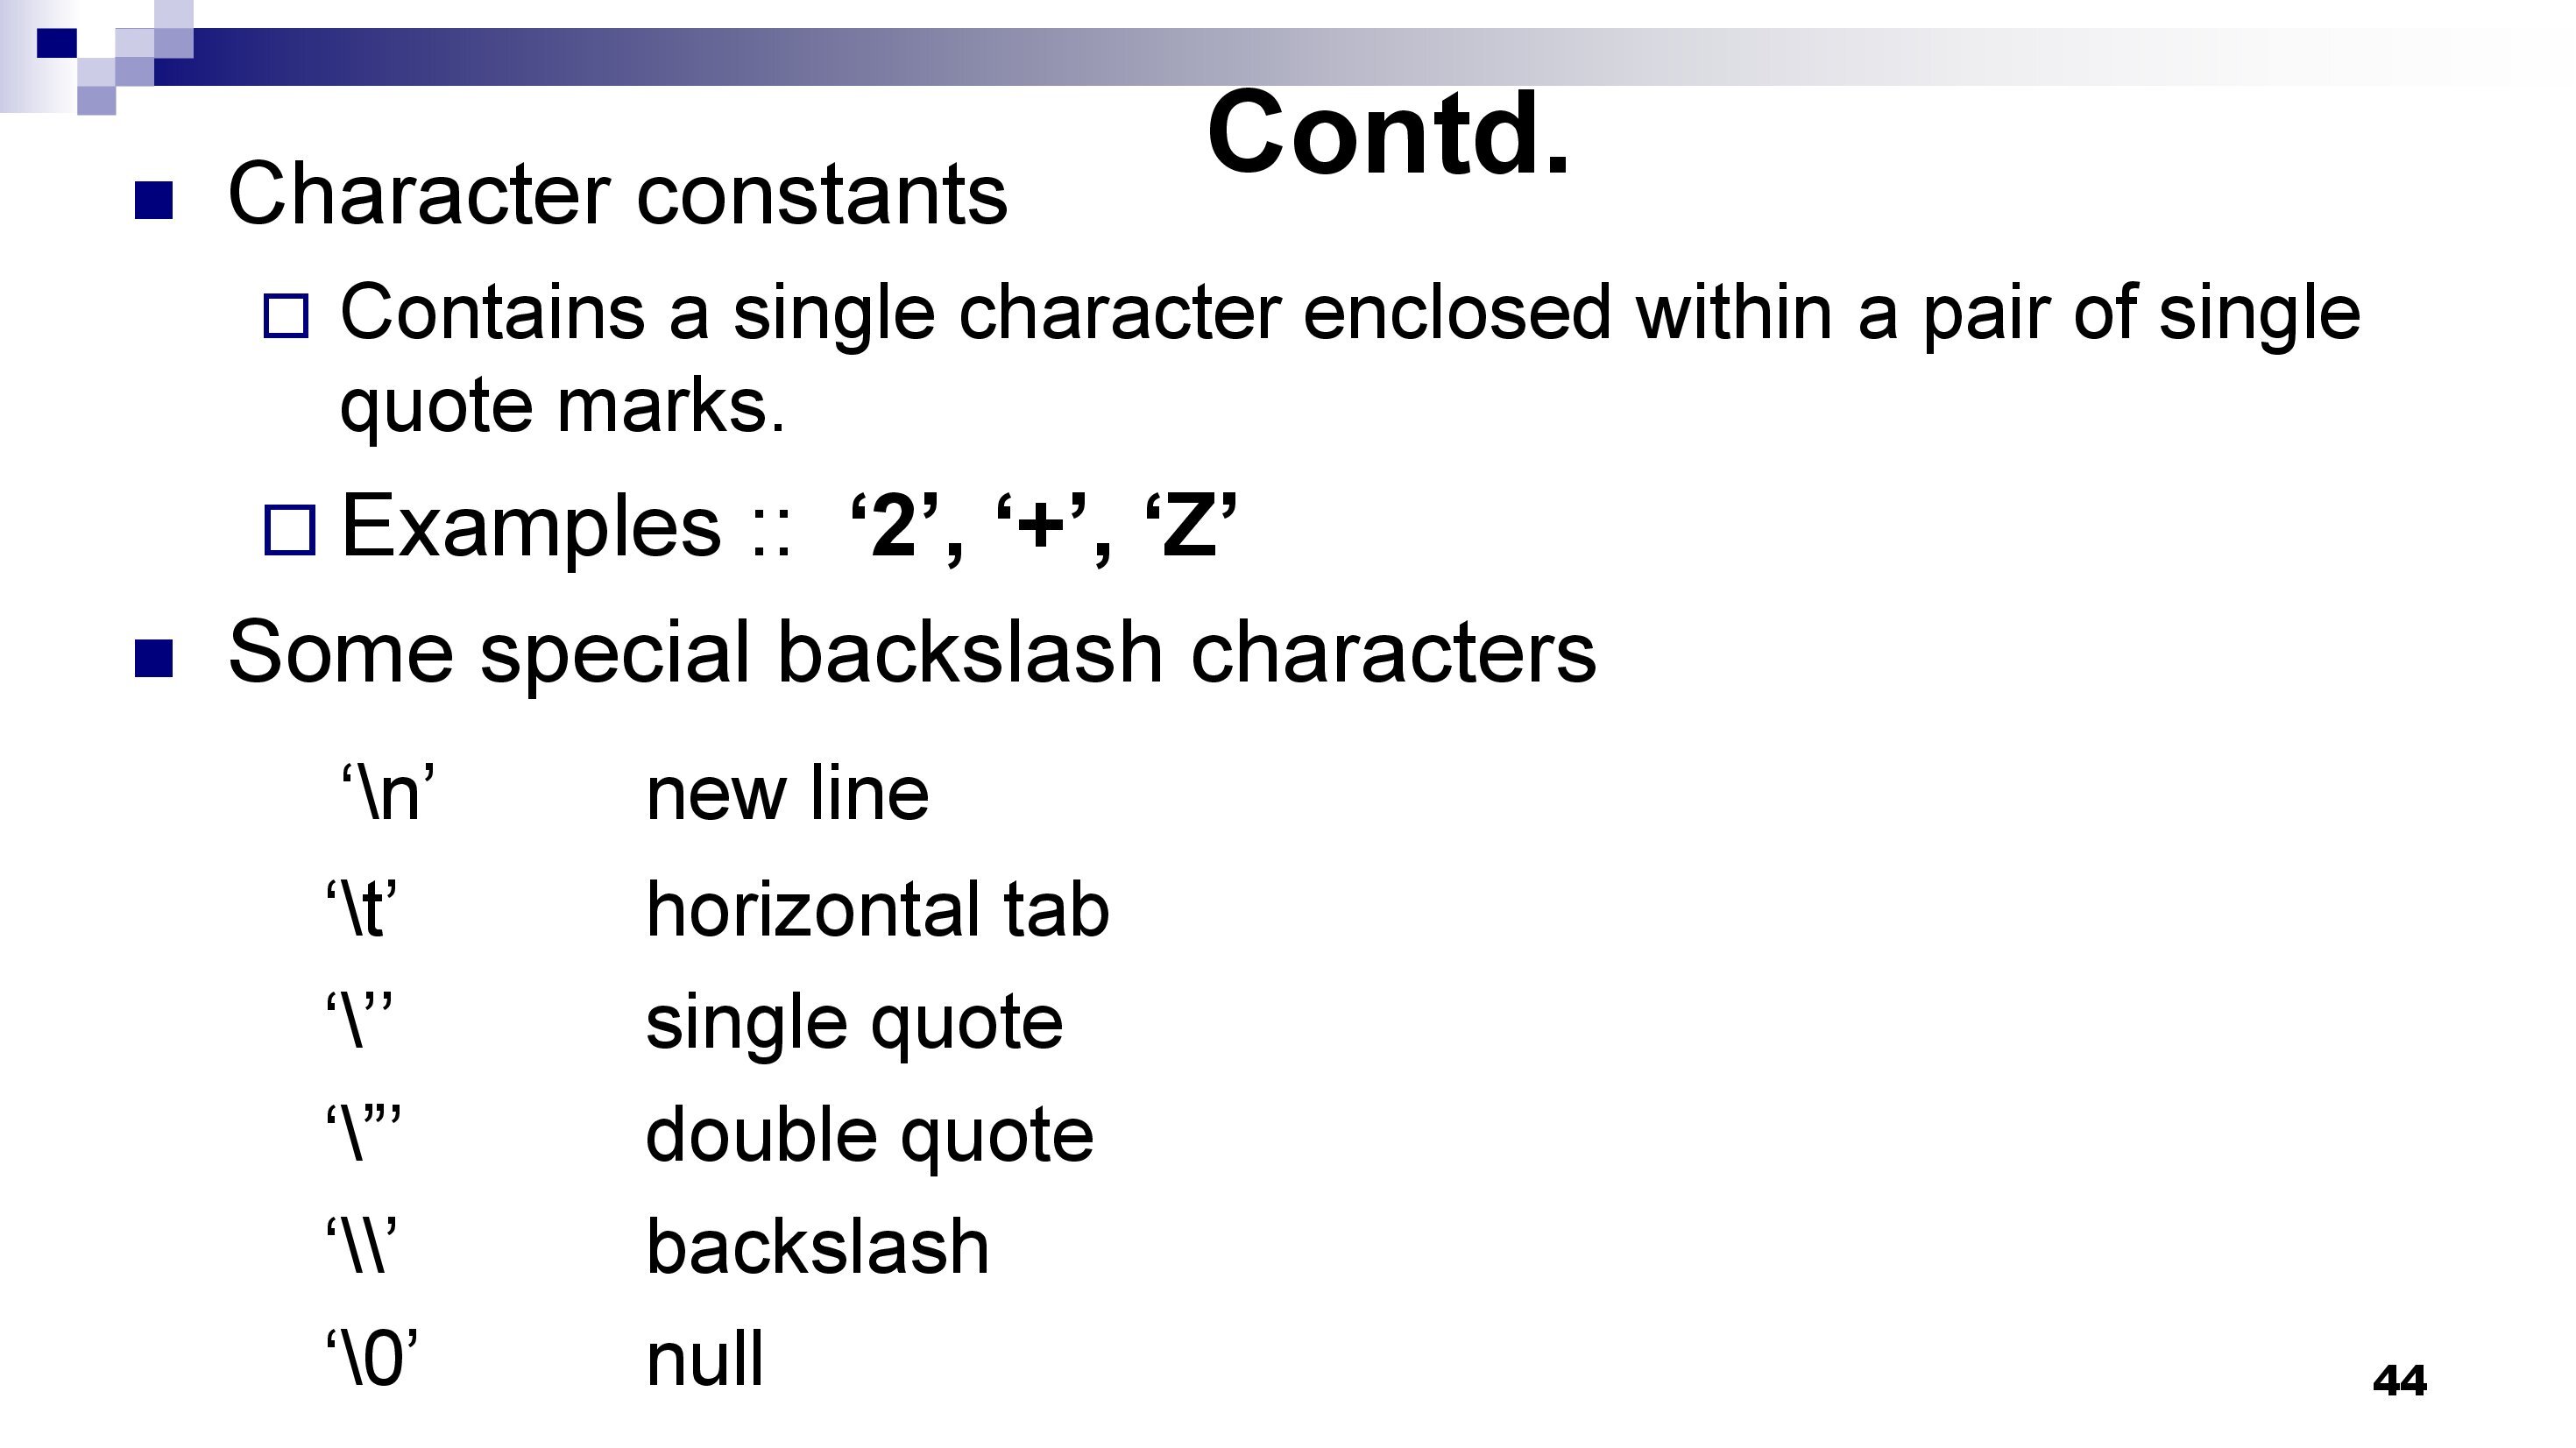 Contd.
Character constants
Contains a single character enclosed within a pair of single
quote marks.
Examples :: ‘2’, ‘+’, ‘Z’
Some special backslash characters
‘\n’ new line
‘\t’ horizontal tab
‘\’’ single quote
‘\”’ double quote
‘\\’ backslash
‘\0’ null
44